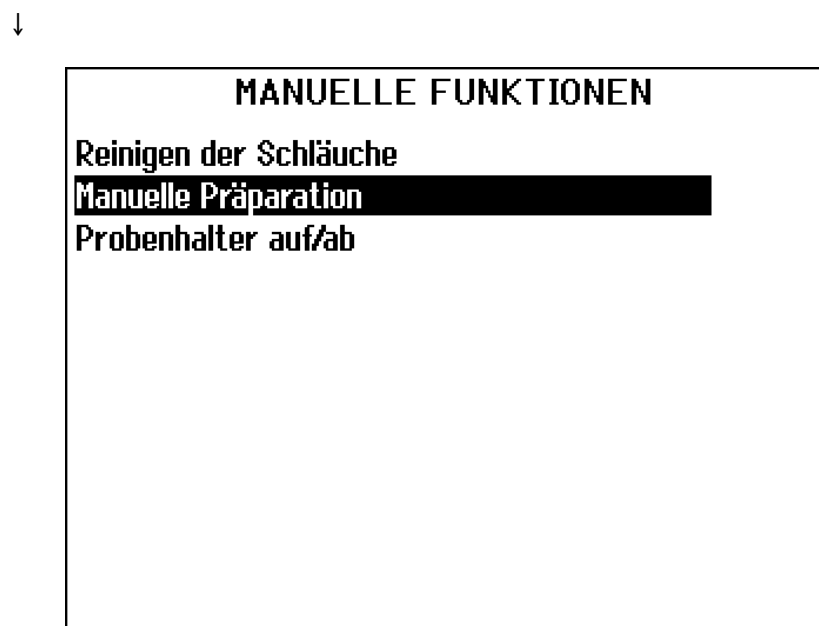 ↓
MANUELLE FUNKTIONEN
Reinigen der Schläuche
Manuelle Präparation
Probenhalter auf/ab